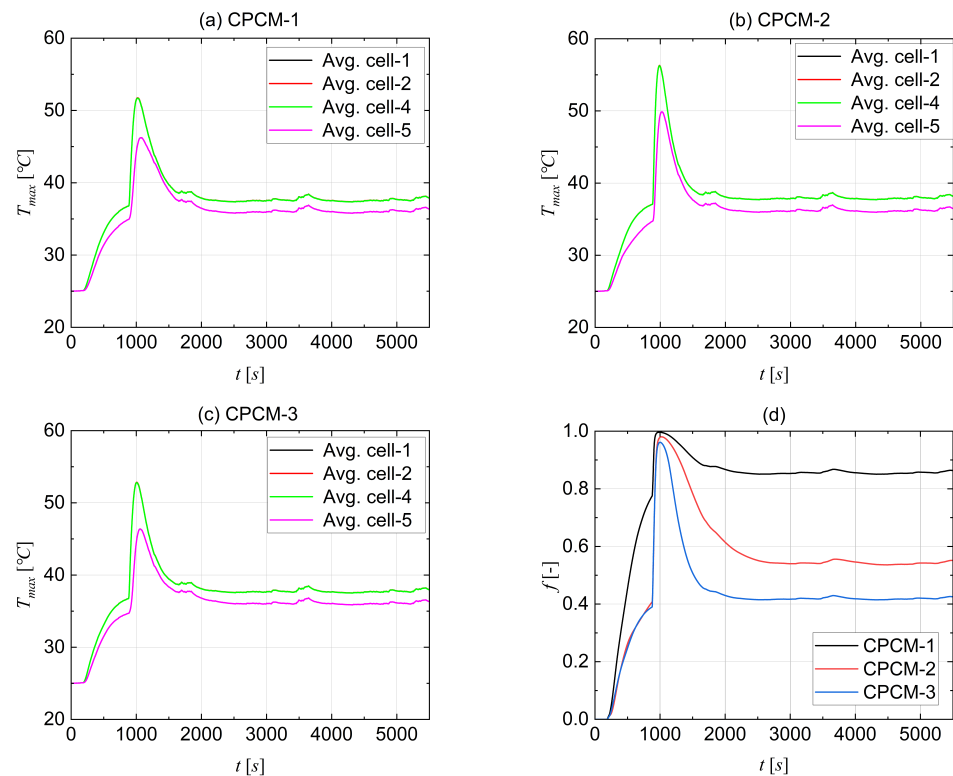 (a) CPCM-1
60
50
40
30
20
T_max [°C]
Avg. cell-1
Avg. cell-2
Avg. cell-4
Avg. cell-5
0 1000 2000 3000 4000 5000
t [s]
(b) CPCM-2
60
50
40
30
20
T_max [°C]
Avg. cell-1
Avg. cell-2
Avg. cell-4
Avg. cell-5
0 1000 2000 3000 4000 5000
t [s]
(c) CPCM-3
60
50
40
30
20
T_max [°C]
Avg. cell-1
Avg. cell-2
Avg. cell-4
Avg. cell-5
0 1000 2000 3000 4000 5000
t [s]
(d)
1.0
0.8
0.6
0.4
0.2
0.0
f [-]
CPCM-1
CPCM-2
CPCM-3
0 1000 2000 3000 4000 5000
t [s]